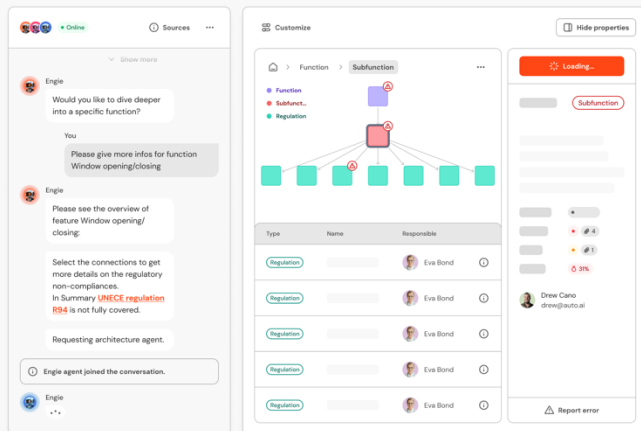 Online
Sources
Show more
Engie
Would you like to dive deeper
into a specific function?
You
Please give more infos for function
Window opening/closing
Engie
Please see the overview of
feature Window opening/
closing:
Select the connections to get
more details on the regulatory
non-compliances.
In Summary UNECE regulation
R94 is not fully covered.
Requesting architecture agent.
Engie agent joined the conversation.
Engie
Customize
Hide properties
Function
Subfunction
Function
Subfunct...
Regulation
Type Name Responsible
Regulation Eva Bond
Regulation Eva Bond
Regulation Eva Bond
Regulation Eva Bond
Regulation Eva Bond
Loading...
Subfunction
4
1
31%
Drew Cano
drew@auto.ai
Report error